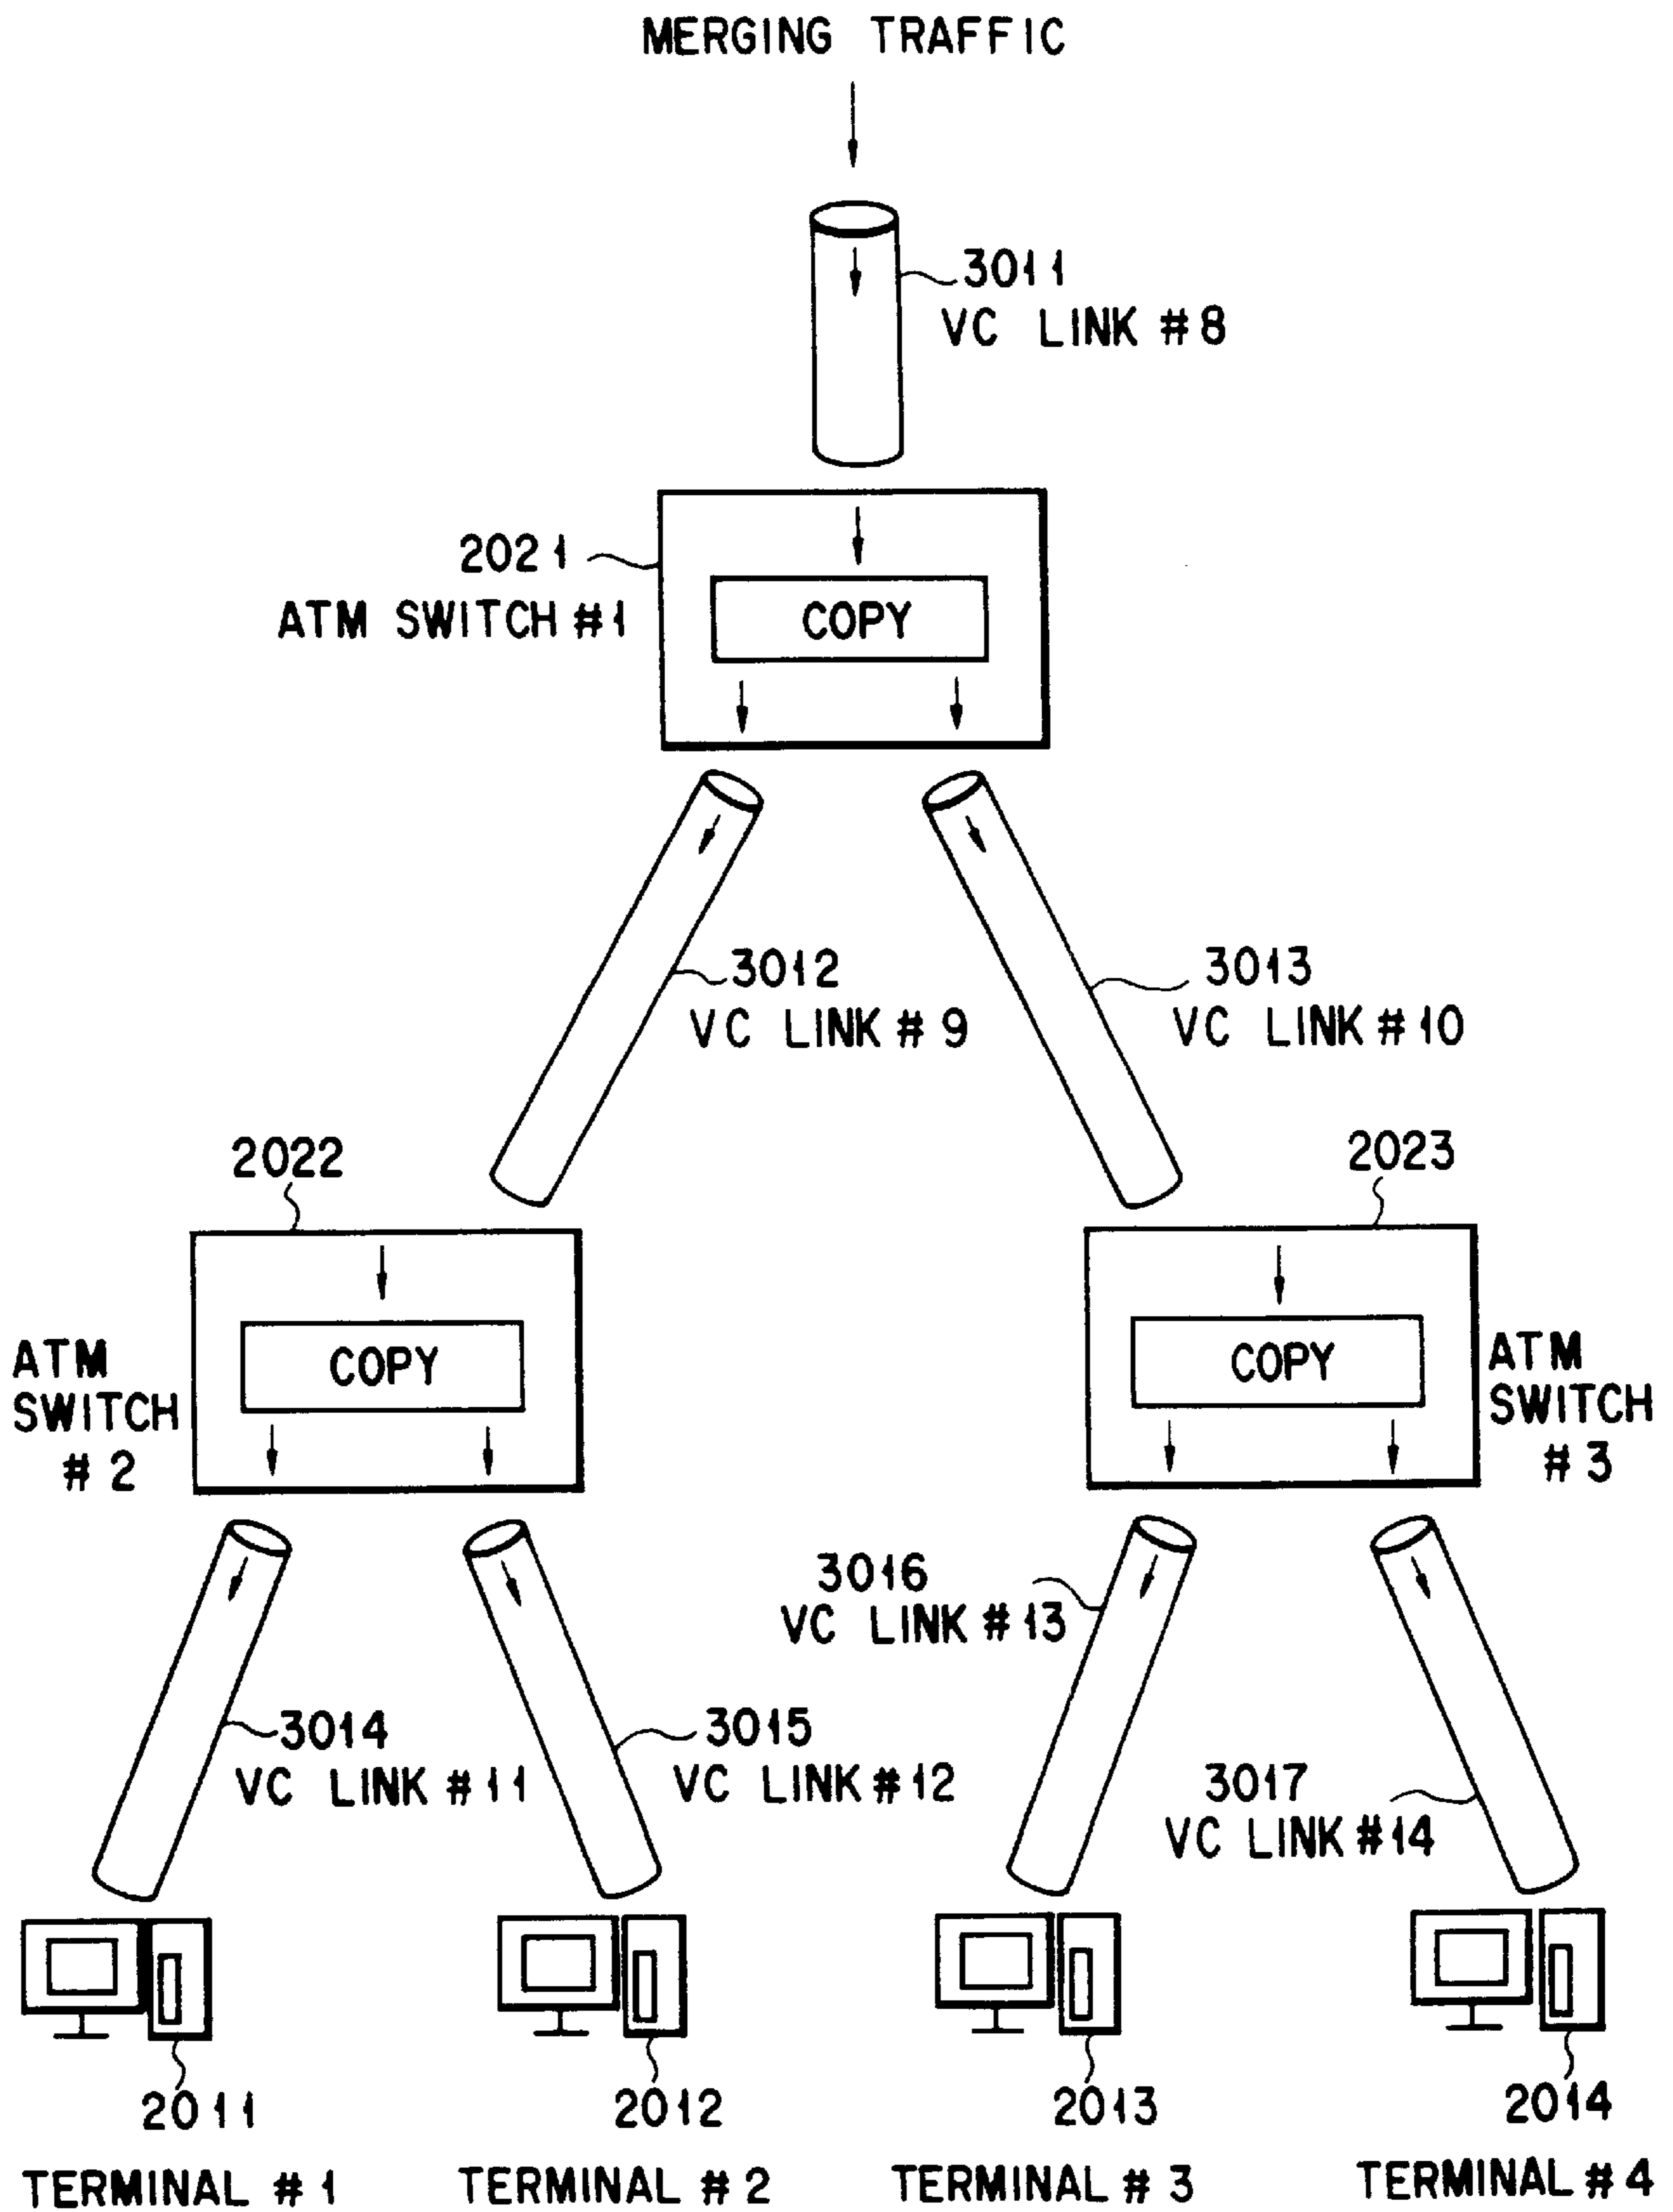 MERGING TRAFFIC
3011
VC LINK #8
2021
ATM SWITCH #1
COPY
3012
VC LINK #9
3013
VC LINK #10
2022
2023
ATM
SWITCH
#2
COPY
COPY
ATM
SWITCH
#3
3016
VC LINK #13
3014
VC LINK #11
3015
VC LINK #12
3017
VC LINK #14
2011
2012
2013
2014
TERMINAL #1
TERMINAL #2
TERMINAL #3
TERMINAL #4